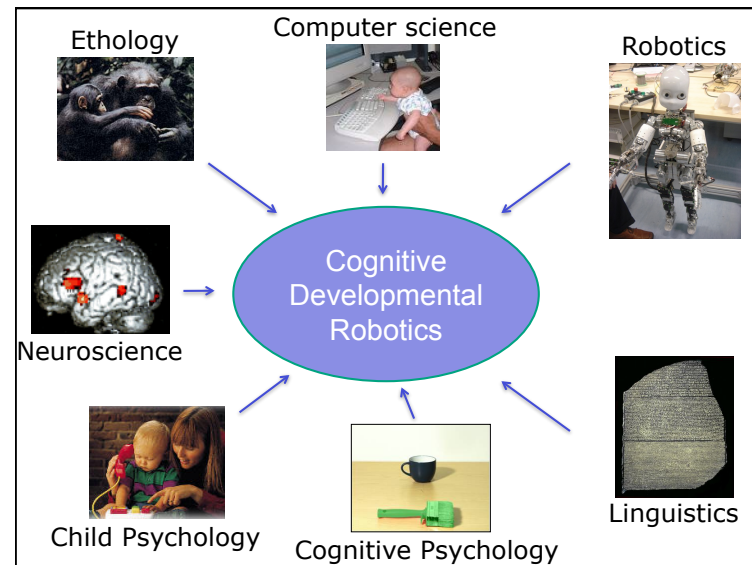 Ethology
Computer science
Robotics
Cognitive
Developmental
Robotics
Neuroscience
Child Psychology
Cognitive Psychology
Linguistics